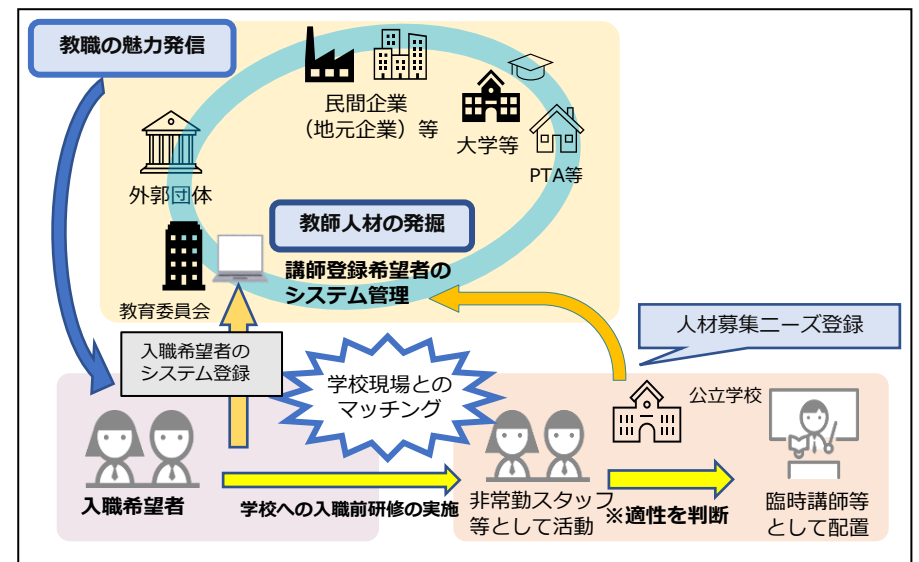 教職の魅力発信
民間企業
（地元企業）等
大学等
PTA等
外郭団体
教師人材の発掘
講師登録希望者の
システム管理
教育委員会
人材募集ニーズ登録
入職希望者の
システム登録
学校現場との
マッチング
公立学校
入職希望者
学校への入職前研修の実施
非常勤スタッフ
等として活動
※適性を判断
臨時講師等
として配置